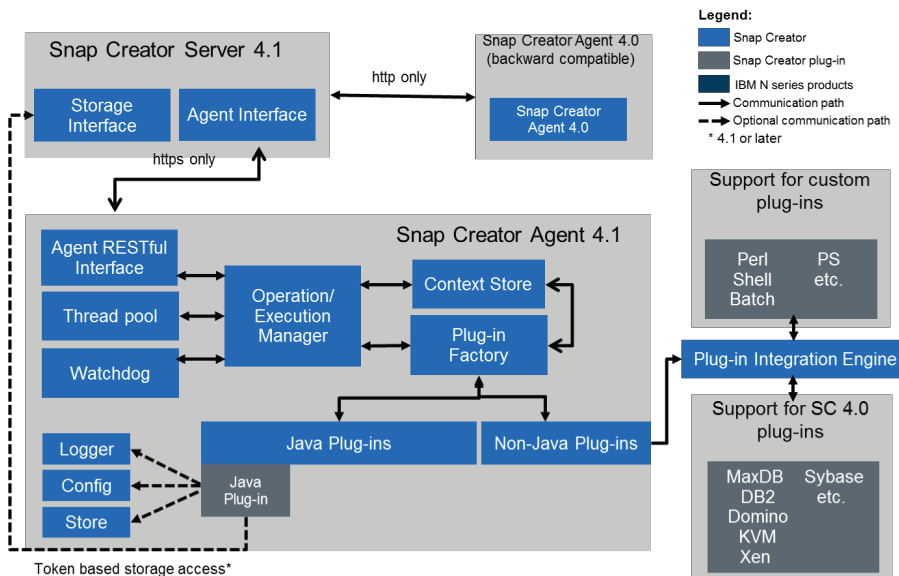 Legend:
Snap Creator
Snap Creator plug-in
IBM N series products
Communication path
Optional communication path
* 4.1 or later
Snap Creator Server 4.1
Storage
Interface
Agent Interface
http only
Snap Creator Agent 4.0
(backward compatible)
Snap Creator
Agent 4.0
https only
Snap Creator Agent 4.1
Agent RESTful
Interface
Thread pool
Watchdog
Operation/
Execution
Manager
Context Store
Plug-in
Factory
Java Plug-ins
Non-Java Plug-ins
Java
Plug-in
Logger
Config
Store
Token based storage access*
Support for custom
plug-ins
Perl PS
Shell etc.
Batch
Plug-in Integration Engine
Support for SC 4.0
plug-ins
MaxDB Sybase
DB2 etc.
Domino
KVM
Xen